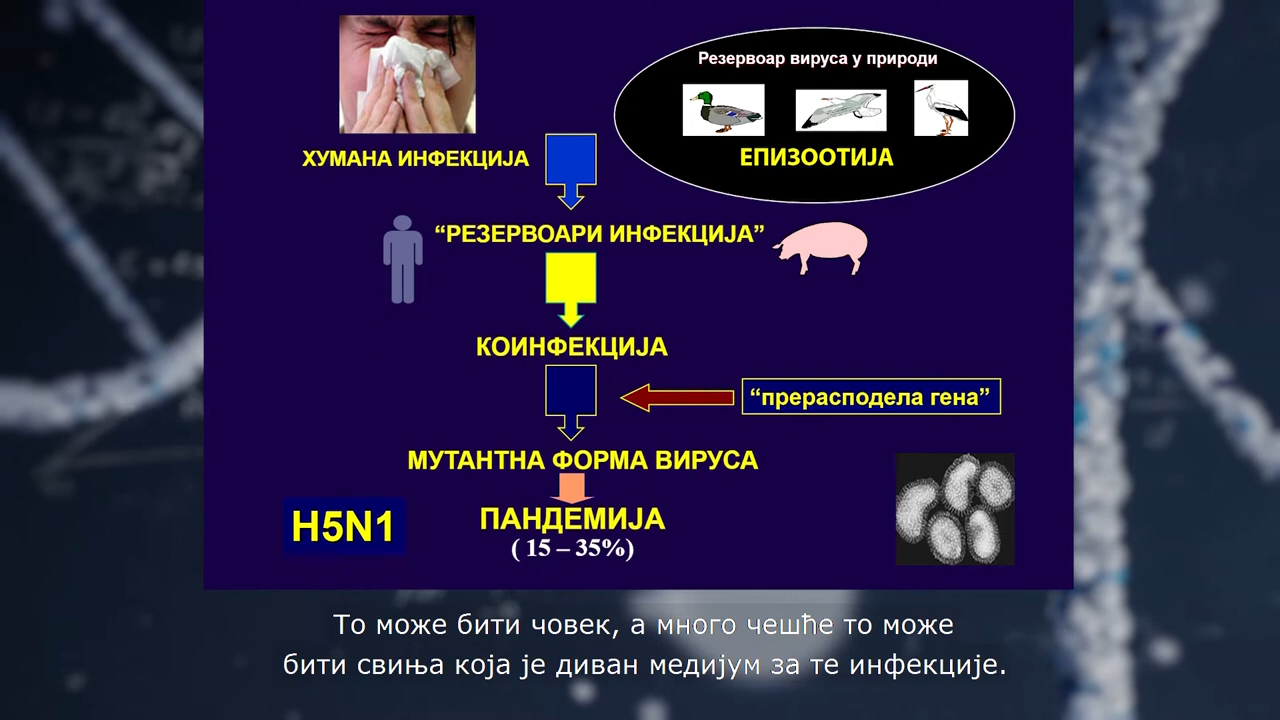 Резервоар вируса у природи
ЕПИЗООТИЈА
ХУМАНА ИНФЕКЦИЈА
“РЕЗЕРВОАРИ ИНФЕКЦИЈА”
КОИНФЕКЦИЈА
“прерасподела гена”
МУТАНТНА ФОРМА ВИРУСА
H5N1
ПАНДЕМИЈА
( 15 – 35%)
То може бити човек, а много чешће то може
бити свиња која је диван медијум за те инфекције.